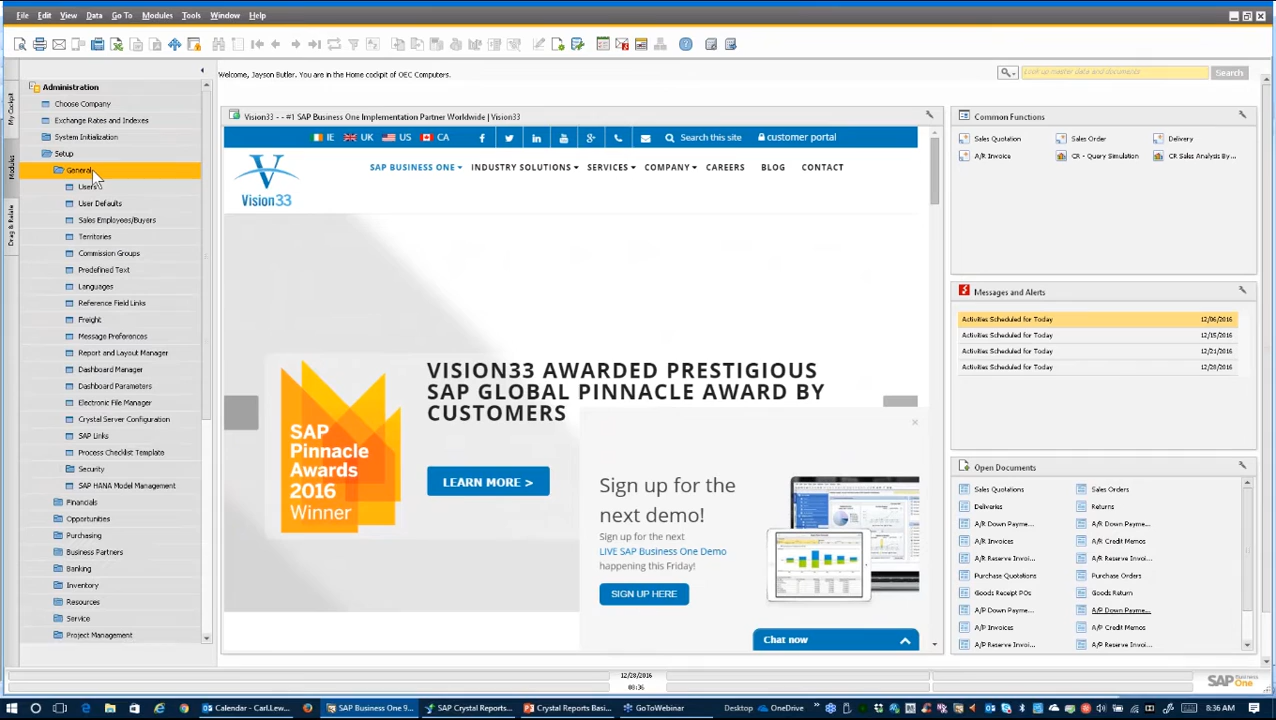 File Edit View Data Go To Modules Tools Window Help
Welcome, Jayson Butler. You are in the Home cockpit of OEC Computers.
Look up master data and documents
Search
My Cockpit
Modules
Drag & Relate
Administration
Choose Company
Exchange Rates and Indexes
System Initialization
Setup
General
Users
User Defaults
Sales Employees/Buyers
Territories
Commission Groups
Predefined Text
Languages
Reference Field Links
Freight
Message Preferences
Report and Layout Manager
Dashboard Manager
Dashboard Parameters
Electronic File Manager
Crystal Server Configuration
SAP Links
Process Checklist Template
Security
SAP HANA Model Management
Financials
Opportunities
Purchasing
Business Partners
Banking
Inventory
Resources
Service
Project Management
Vision33 - - #1 SAP Business One Implementation Partner Worldwide | Vision33
IE UK US CA Search this site customer portal
Vision33
SAP BUSINESS ONE INDUSTRY SOLUTIONS SERVICES COMPANY CAREERS BLOG CONTACT
SAP
Pinnacle
Awards
2016
Winner
VISION33 AWARDED PRESTIGIOUS
SAP GLOBAL PINNACLE AWARD BY
CUSTOMERS
LEARN MORE >
Sign up for the
next demo!
Sign up for the next
LIVE SAP Business One Demo
happening this Friday!
SIGN UP HERE
Chat now
Common Functions
Sales Quotation Sales Order Delivery
A/R Invoice CR - Query Simulation CR Sales Analysis By...
Messages and Alerts
Activities Scheduled for Today 12/06/2016
Activities Scheduled for Today 12/15/2016
Activities Scheduled for Today 12/21/2016
Activities Scheduled for Today 12/28/2016
Open Documents
Sales Quotations Sales Orders
Deliveries Returns
A/R Down Payme... A/R Down Payme...
A/R Invoices A/R Credit Memos
A/R Reserve Invoi... A/R Reserve Invoi...
Purchase Quotations Purchase Orders
Goods Receipt POs Goods Return
A/P Down Payme... A/P Down Payme...
A/P Invoices A/P Credit Memos
A/P Reserve Invoi... A/P Reserve Invoi...
12/28/2016
08:36
SAP Business One
Calendar - Carl.Lew... SAP Business One 9... SAP Crystal Reports... Crystal Reports Basi... GoToWebinar Desktop OneDrive 8:36 AM